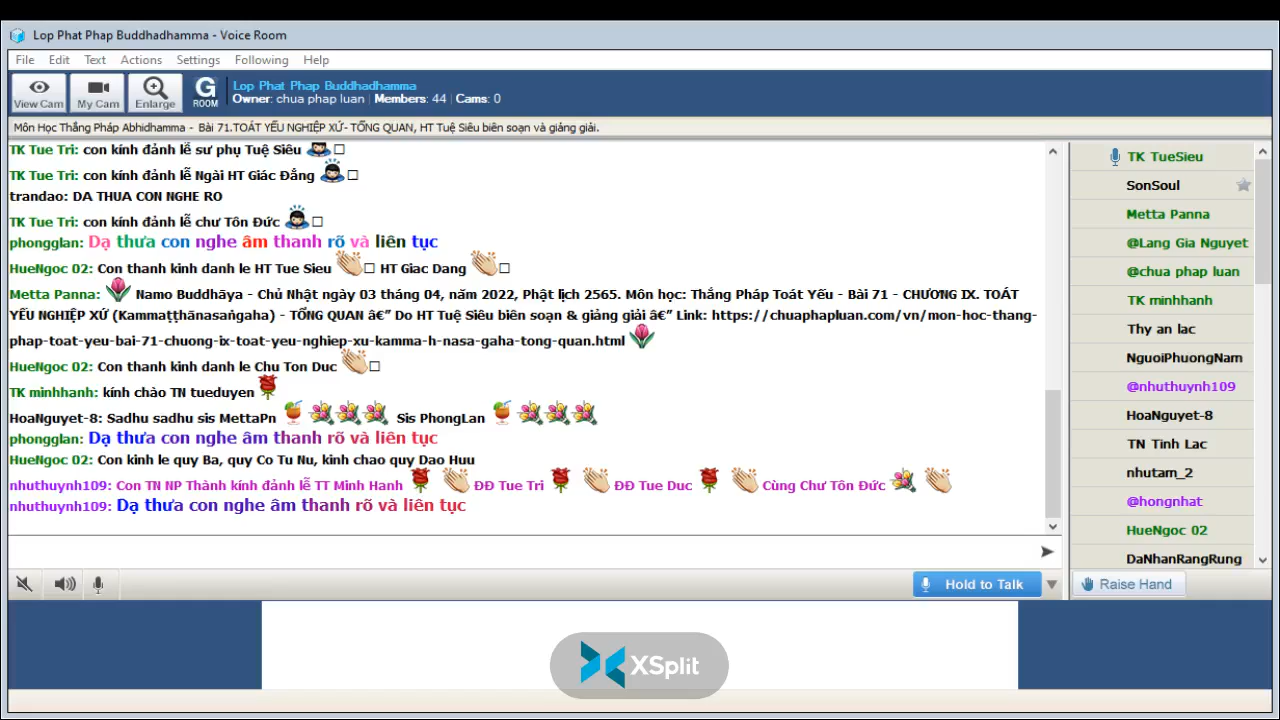 Lop Phat Phap Buddhadhamma - Voice Room
File Edit Text Actions Settings Following Help
View Cam My Cam Enlarge G ROOM
Lop Phat Phap Buddhadhamma
Owner: chua phap luan | Members: 44 | Cams: 0
Môn Học Thắng Pháp Abhidhamma - Bài 71.TOÁT YẾU NGHIỆP XỨ- TỔNG QUAN, HT Tuệ Siêu biên soạn và giảng giải.
TK Tue Tri: con kính đảnh lễ sư phụ Tuệ Siêu
TK Tue Tri: con kính đảnh lễ Ngài HT Giác Đẳng
trandao: DA THUA CON NGHE RO
TK Tue Tri: con kính đảnh lễ chư Tôn Đức
phongglan: Dạ thưa con nghe âm thanh rõ và liên tục
HueNgoc 02: Con thanh kinh danh le HT Tue Sieu HT Giac Dang
Metta Panna: Namo Buddhāya - Chủ Nhật ngày 03 tháng 04, năm 2022, Phật lịch 2565. Môn học: Thắng Pháp Toát Yếu - Bài 71 - CHƯƠNG IX. TOÁT
YẾU NGHIỆP XỨ (Kammaṭṭhānasaṅgaha) - TỔNG QUAN â€” Do HT Tuệ Siêu biên soạn & giảng giải â€” Link: https://chuaphapluan.com/vn/mon-hoc-thang-
phap-toat-yeu-bai-71-chuong-ix-toat-yeu-nghiep-xu-kamma-h-nasa-gaha-tong-quan.html
HueNgoc 02: Con thanh kinh danh le Chu Ton Duc
TK minhhanh: kính chào TN tueduyen
HoaNguyet-8: Sadhu sadhu sis MettaPn Sis PhongLan
phongglan: Dạ thưa con nghe âm thanh rõ và liên tục
HueNgoc 02: Con kinh le quy Ba, quy Co Tu Nu, kinh chao quy Dao Huu
nhuthuynh109: Con TN NP Thành kính đảnh lễ TT Minh Hanh ĐĐ Tue Tri ĐĐ Tue Duc Cùng Chư Tôn Đức
nhuthuynh109: Dạ thưa con nghe âm thanh rõ và liên tục
TK TueSieu
SonSoul
Metta Panna
@Lang Gia Nguyet
@chua phap luan
TK minhhanh
Thy an lac
NguoiPhuongNam
@nhuthuynh109
HoaNguyet-8
TN Tinh Lac
nhutam_2
@hongnhat
HueNgoc 02
DaNhanRangRung
Hold to Talk
Raise Hand
XSplit